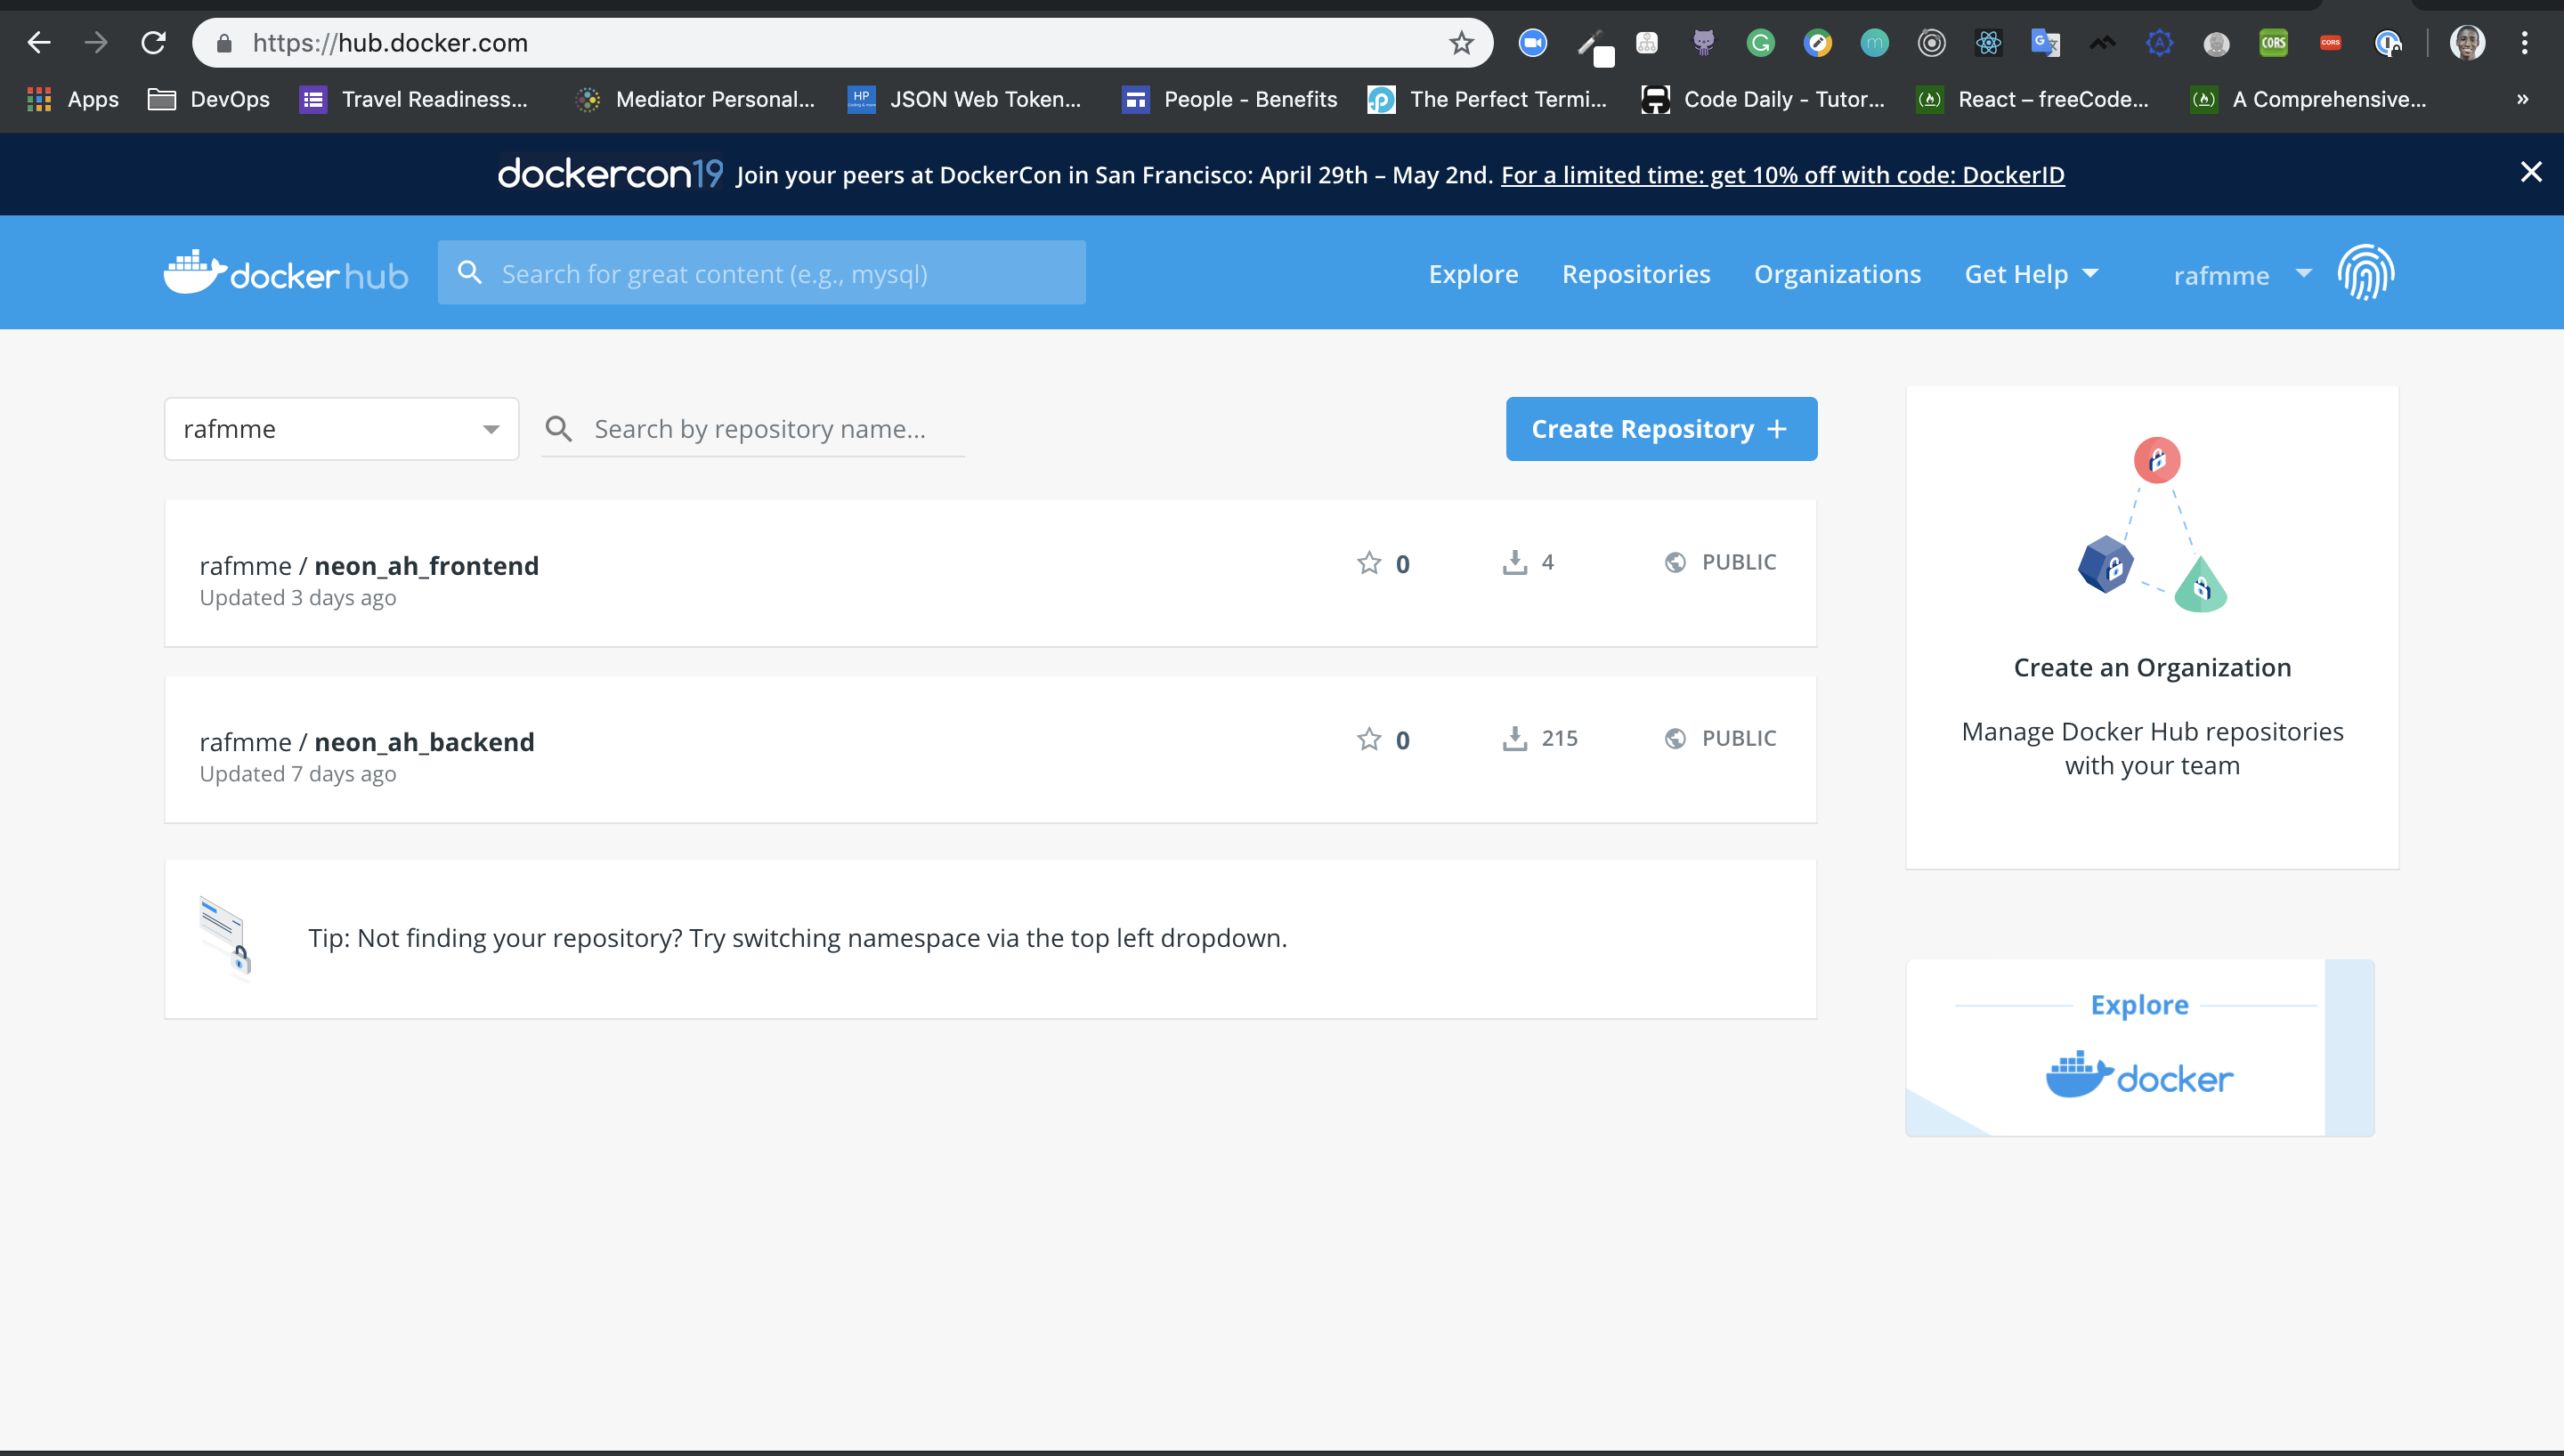 https://hub.docker.com
Apps DevOps Travel Readiness... Mediator Personal... HP JSON Web Token... People - Benefits The Perfect Termi... Code Daily - Tutor... React – freeCode... A Comprehensive... »
dockercon19 Join your peers at DockerCon in San Francisco: April 29th – May 2nd. For a limited time: get 10% off with code: DockerID
docker hub Search for great content (e.g., mysql) Explore Repositories Organizations Get Help rafmme
rafmme Search by repository name... Create Repository +
rafmme / neon_ah_frontend 0 4 PUBLIC
Updated 3 days ago
rafmme / neon_ah_backend 0 215 PUBLIC
Updated 7 days ago
Tip: Not finding your repository? Try switching namespace via the top left dropdown.
Create an Organization
Manage Docker Hub repositories
with your team
Explore
docker